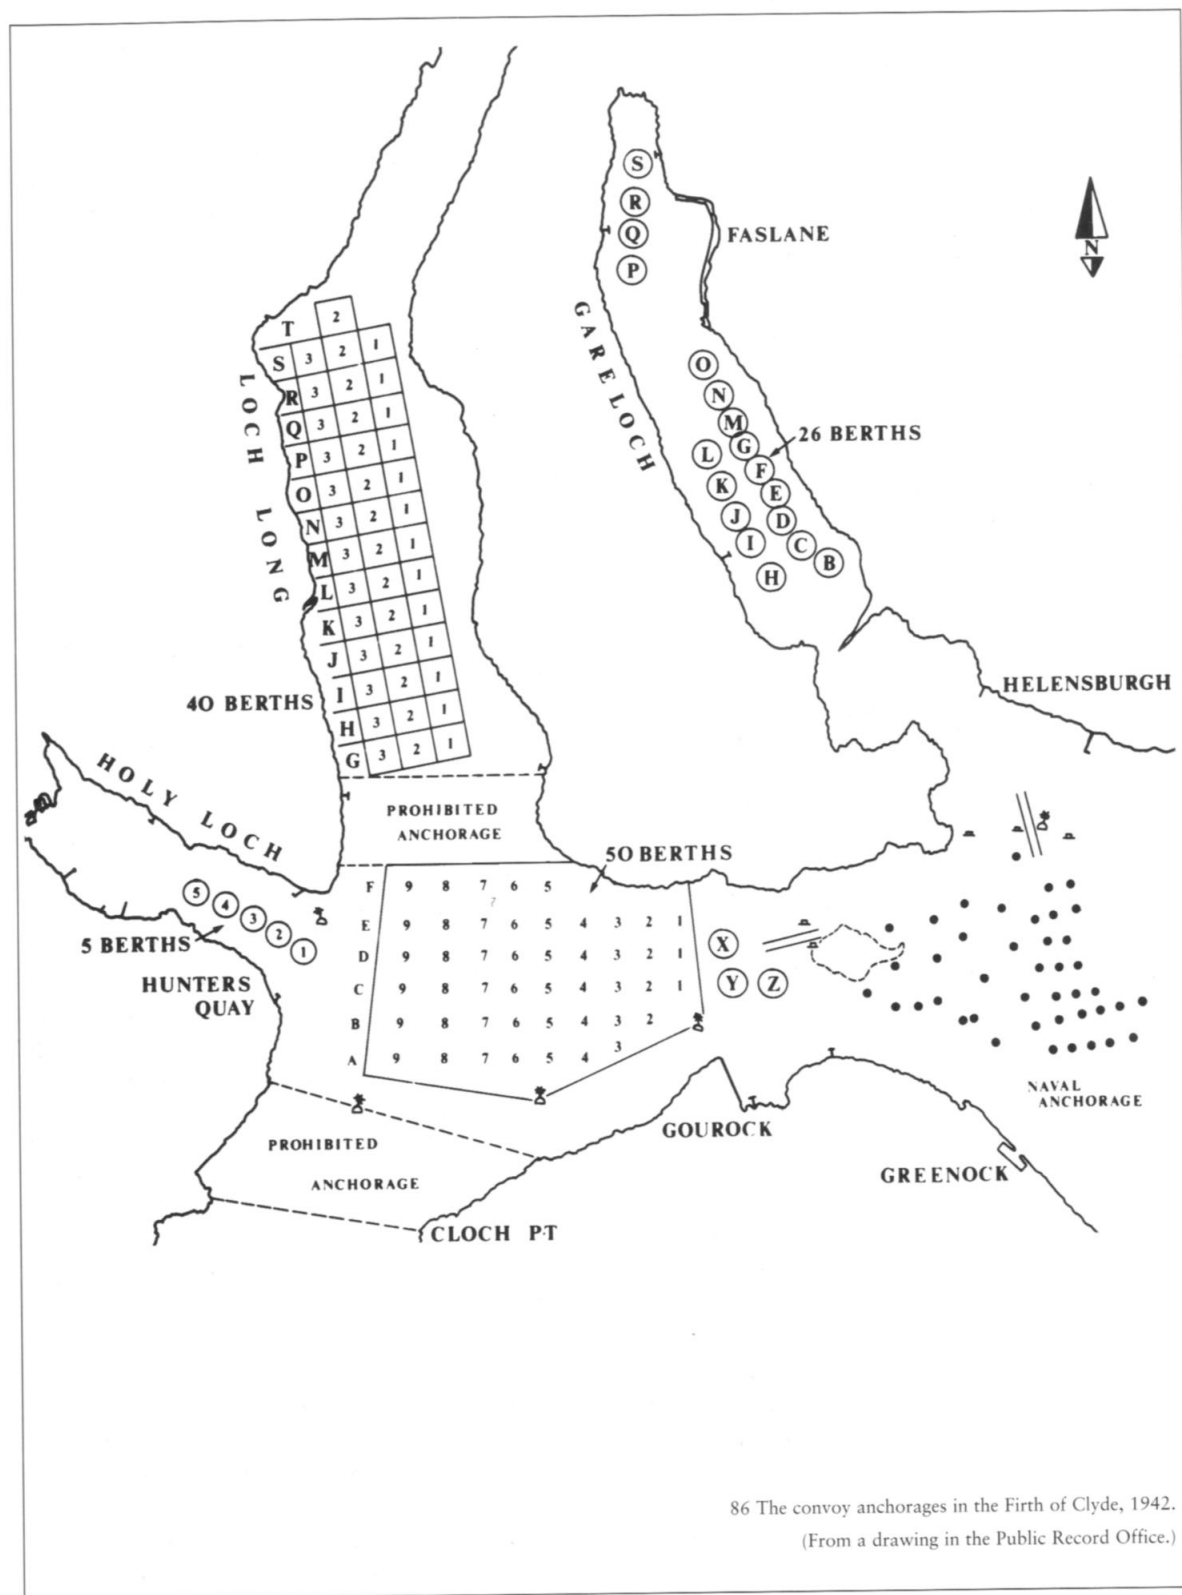 S
R
Q
P
FASLANE
N
GARE LOCH
O
N
M
G
F
E
D
C
B
L
K
J
I
H
26 BERTHS
LOCH LONG
T 2
S 3 2 1
R 3 2 1
Q 3 2 1
P 3 2 1
O 3 2 1
N 3 2 1
M 3 2 1
L 3 2 1
K 3 2 1
J 3 2 1
I 3 2 1
H 3 2 1
G 3 2 1
40 BERTHS
HELENSBURGH
HOLY LOCH
PROHIBITED
ANCHORAGE
50 BERTHS
5 4 3 2 1
5 BERTHS
HUNTERS
QUAY
F 9 8 7 6 5
?
E 9 8 7 6 5 4 3 2 1
D 9 8 7 6 5 4 3 2 1
C 9 8 7 6 5 4 3 2 1
B 9 8 7 6 5 4 3 2
A 9 8 7 6 5 4 3
X
Y Z
NAVAL
ANCHORAGE
GOUROCK
GREENOCK
PROHIBITED
ANCHORAGE
CLOCH PT
86 The convoy anchorages in the Firth of Clyde, 1942.
(From a drawing in the Public Record Office.)